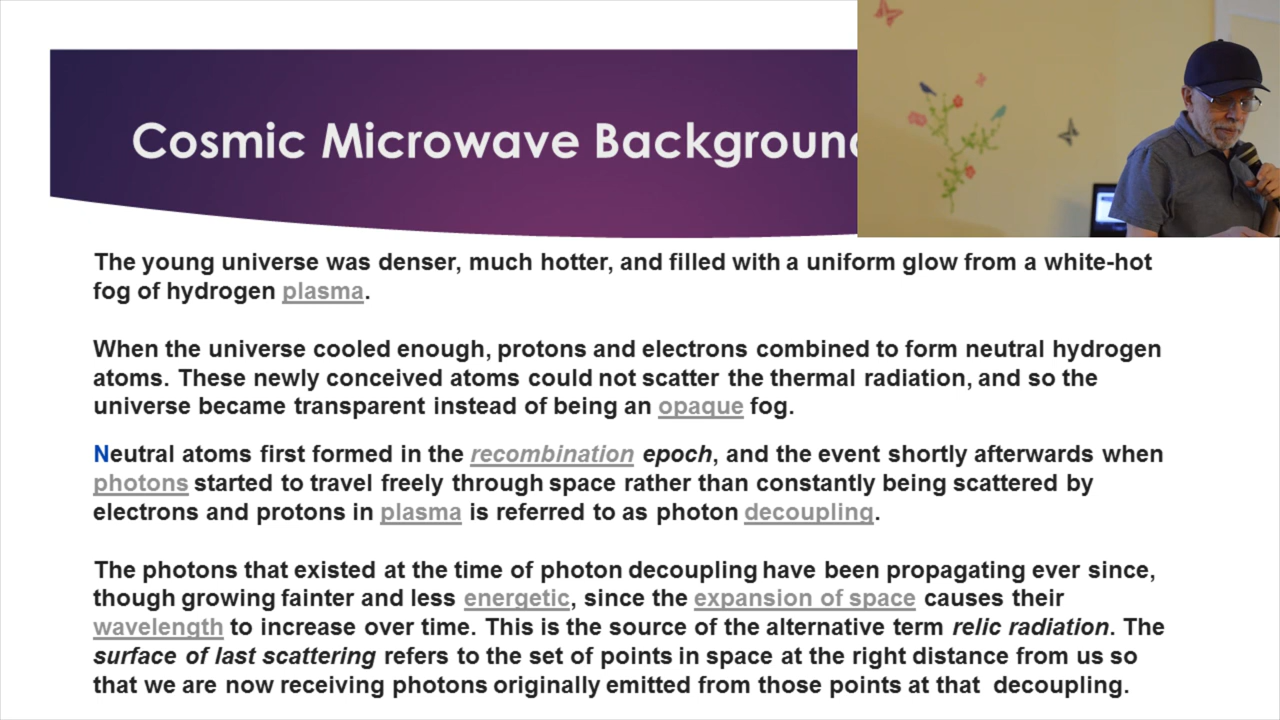 Cosmic Microwave Background
The young universe was denser, much hotter, and filled with a uniform glow from a white-hot
fog of hydrogen plasma.
When the universe cooled enough, protons and electrons combined to form neutral hydrogen
atoms. These newly conceived atoms could not scatter the thermal radiation, and so the
universe became transparent instead of being an opaque fog.
Neutral atoms first formed in the recombination epoch, and the event shortly afterwards when
photons started to travel freely through space rather than constantly being scattered by
electrons and protons in plasma is referred to as photon decoupling.
The photons that existed at the time of photon decoupling have been propagating ever since,
though growing fainter and less energetic, since the expansion of space causes their
wavelength to increase over time. This is the source of the alternative term relic radiation. The
surface of last scattering refers to the set of points in space at the right distance from us so
that we are now receiving photons originally emitted from those points at that decoupling.